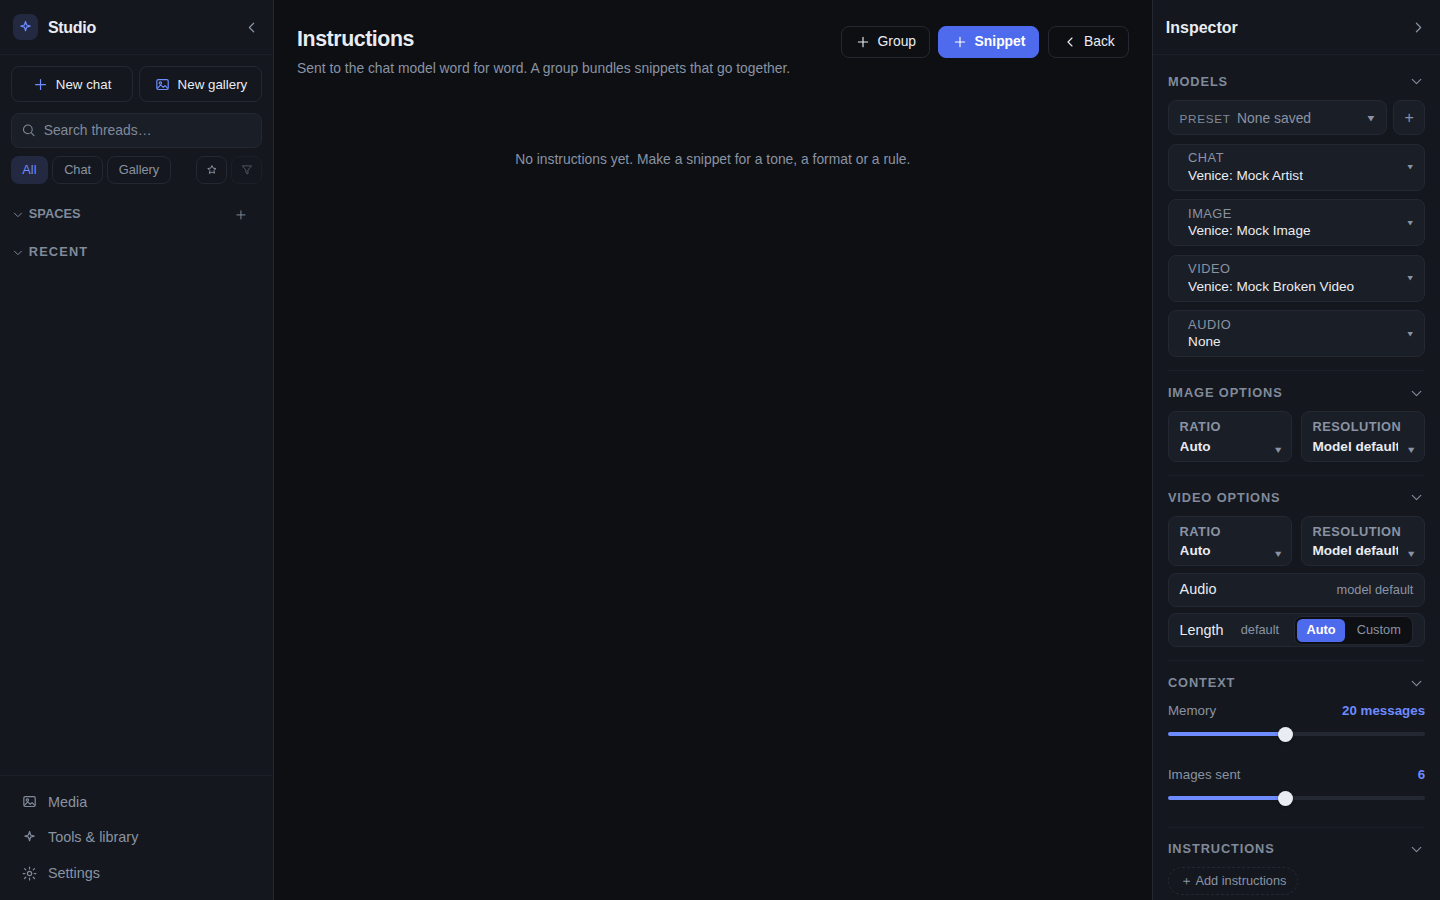 Studio
New chat
New gallery
Search threads…
All
Chat
Gallery
SPACES
RECENT
Media
Tools & library
Settings
Instructions
Sent to the chat model word for word. A group bundles snippets that go together.
Group
Snippet
Back
No instructions yet. Make a snippet for a tone, a format or a rule.
Inspector
MODELS
PRESET None saved
CHAT
Venice: Mock Artist
IMAGE
Venice: Mock Image
VIDEO
Venice: Mock Broken Video
AUDIO
None
IMAGE OPTIONS
RATIO
Auto
RESOLUTION
Model default
VIDEO OPTIONS
RATIO
Auto
RESOLUTION
Model default
Audio
model default
Length
default
Auto
Custom
CONTEXT
Memory
20 messages
Images sent
6
INSTRUCTIONS
+ Add instructions